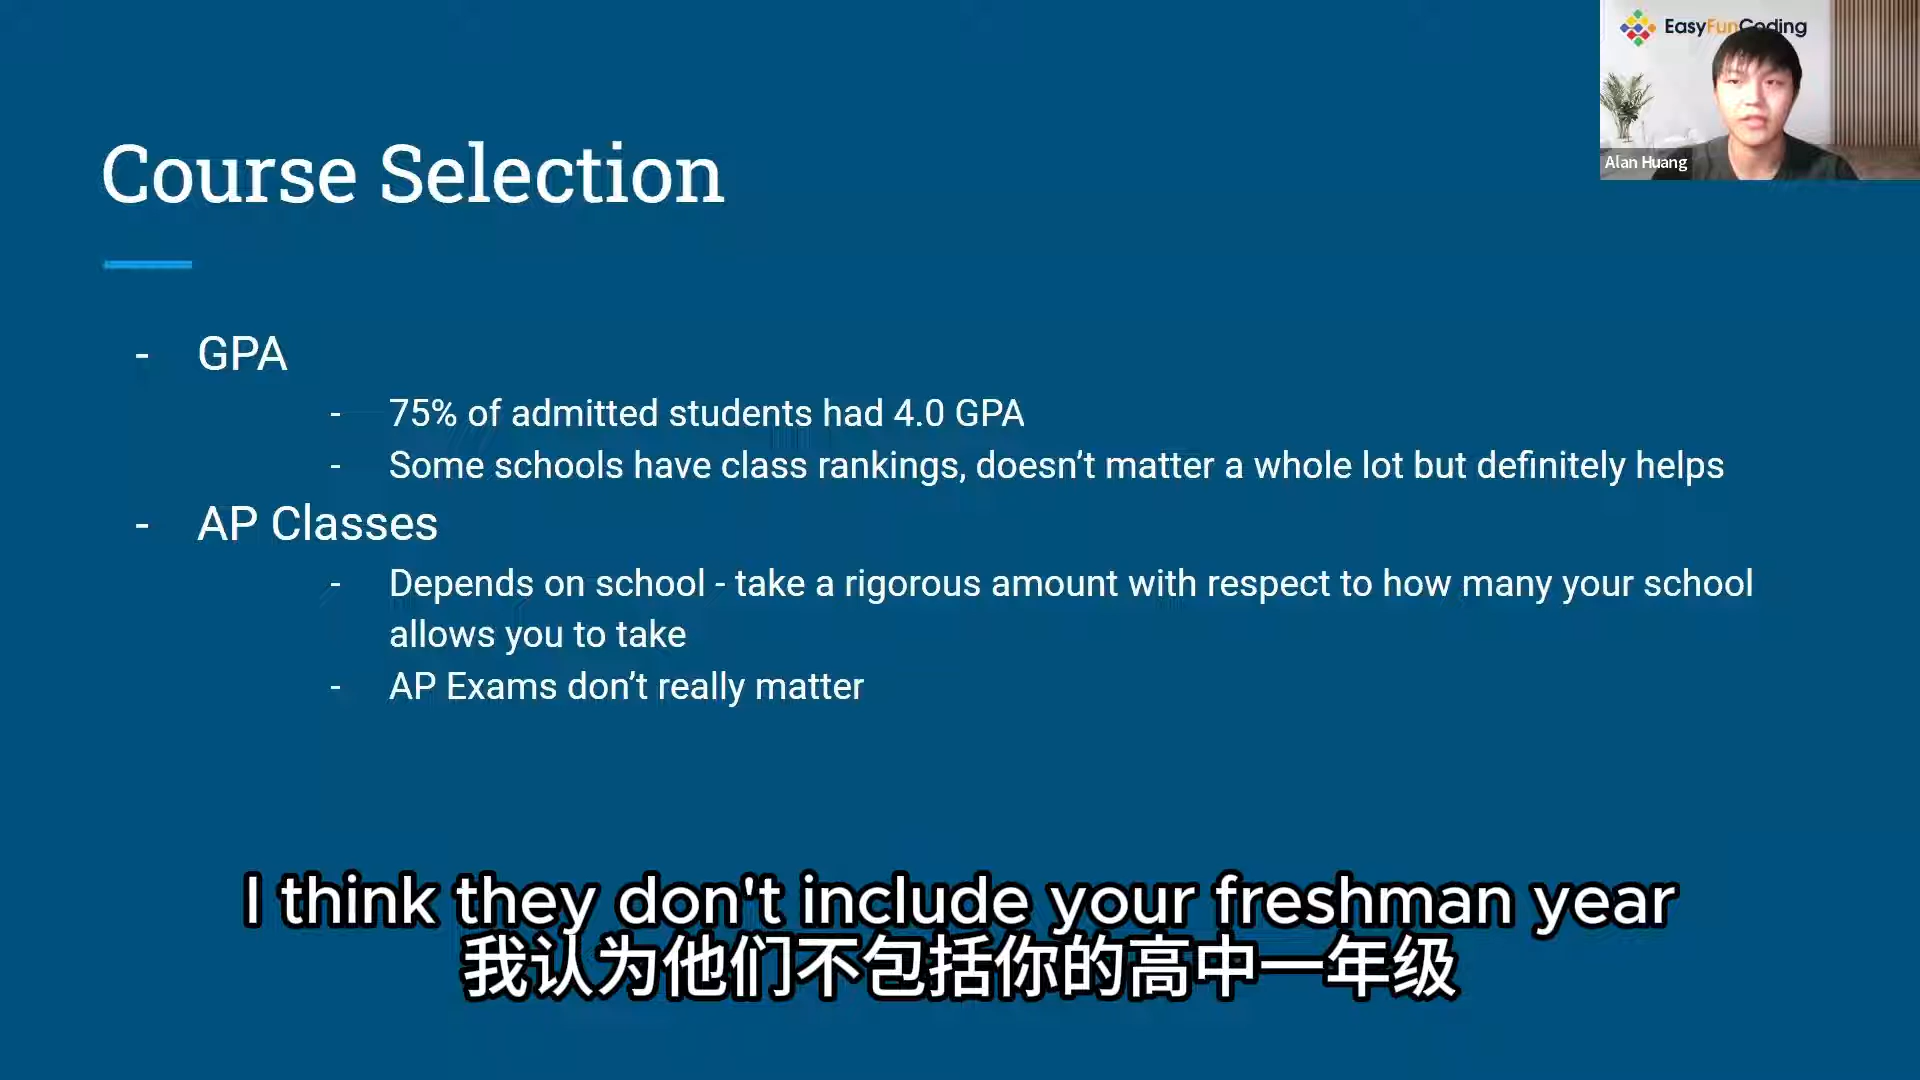 EasyFunCoding
Alan Huang
Course Selection
- GPA
- 75% of admitted students had 4.0 GPA
- Some schools have class rankings, doesn’t matter a whole lot but definitely helps
- AP Classes
- Depends on school - take a rigorous amount with respect to how many your school
allows you to take
- AP Exams don’t really matter
I think they don't include your freshman year
我认为他们不包括你的高中一年级